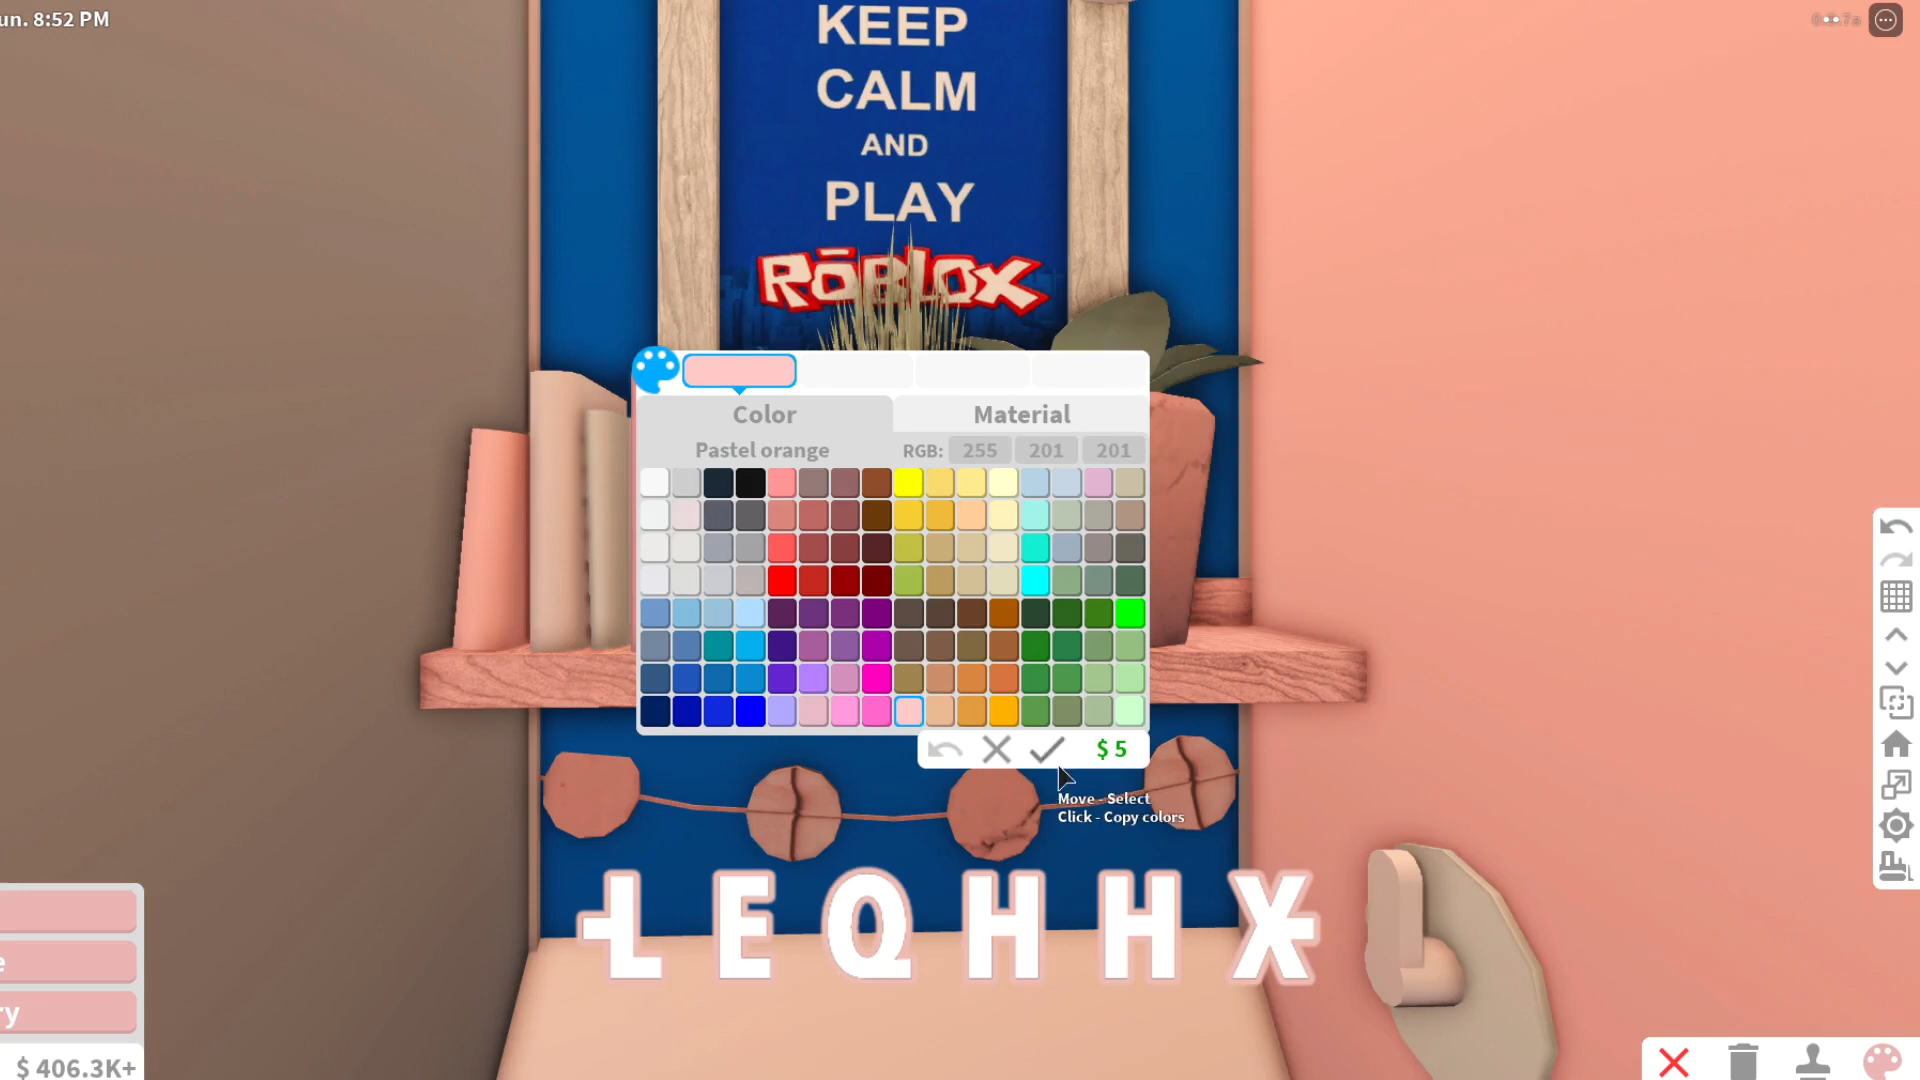 un. 8:52 PM
KEEP
CALM
AND
PLAY
ROBLOX
Color
Material
Pastel orange
RGB: 255 201 201
$ 5
Move - Select
Click - Copy colors
LEQHHX
e
ry
$ 406.3K+